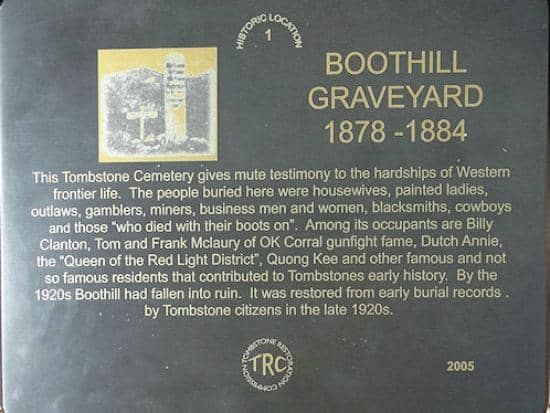 HISTORIC LOCATION
1
BOOTHILL
GRAVEYARD
1878 -1884
This Tombstone Cemetery gives mute testimony to the hardships of Western
frontier life. The people buried here were housewives, painted ladies,
outlaws, gamblers, miners, business men and women, blacksmiths, cowboys
and those “who died with their boots on”. Among its occupants are Billy
Clanton, Tom and Frank Mclaury of OK Corral gunfight fame, Dutch Annie,
the “Queen of the Red Light District”, Quong Kee and other famous and not
so famous residents that contributed to Tombstones early history. By the
1920s Boothill had fallen into ruin. It was restored from early burial records .
by Tombstone citizens in the late 1920s.
TOMBSTONE RESTORATION COMMISSION
TRC
2005